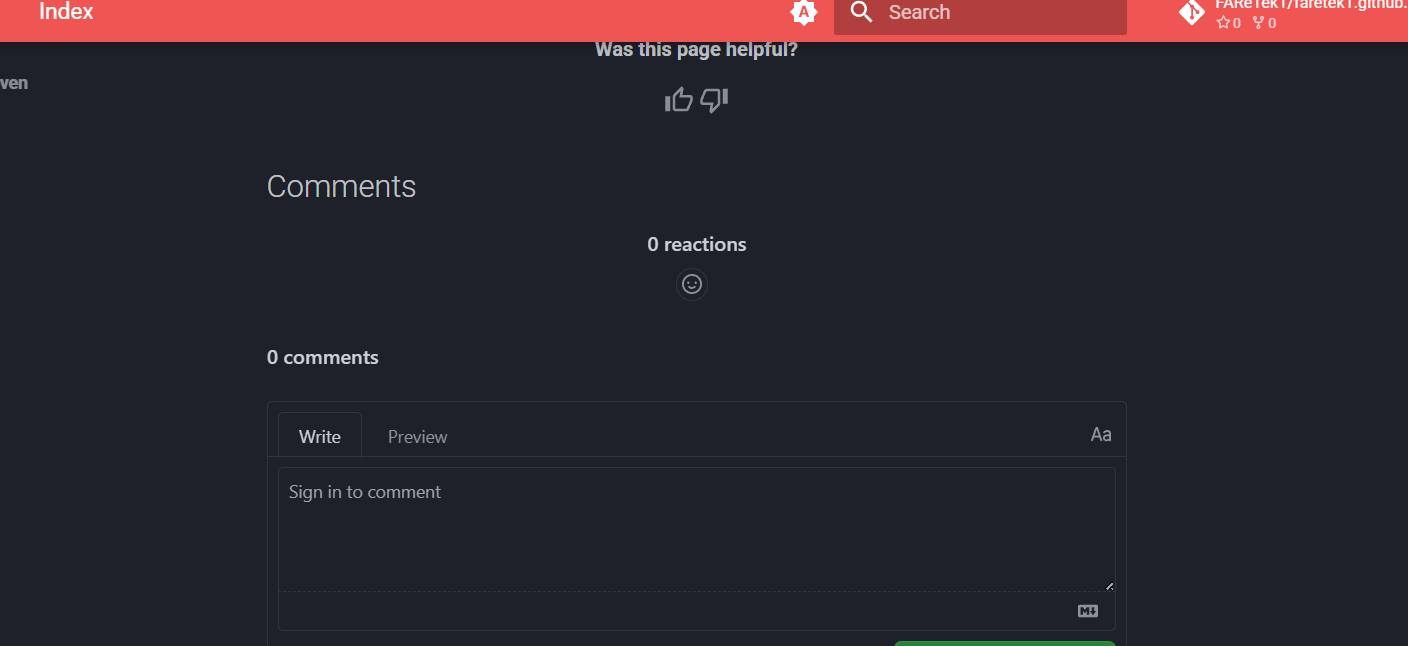 Index
A
Search
FAReTek1/faretek1.github.
0 0
Was this page helpful?
ven
Comments
0 reactions
0 comments
Write Preview Aa
Sign in to comment
M